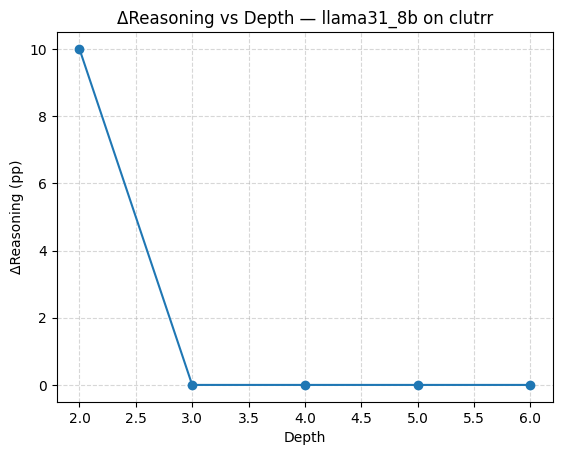 ΔReasoning vs Depth — llama31_8b on clutrr
10
8
6
4
2
0
ΔReasoning (pp)
2.0 2.5 3.0 3.5 4.0 4.5 5.0 5.5 6.0
Depth